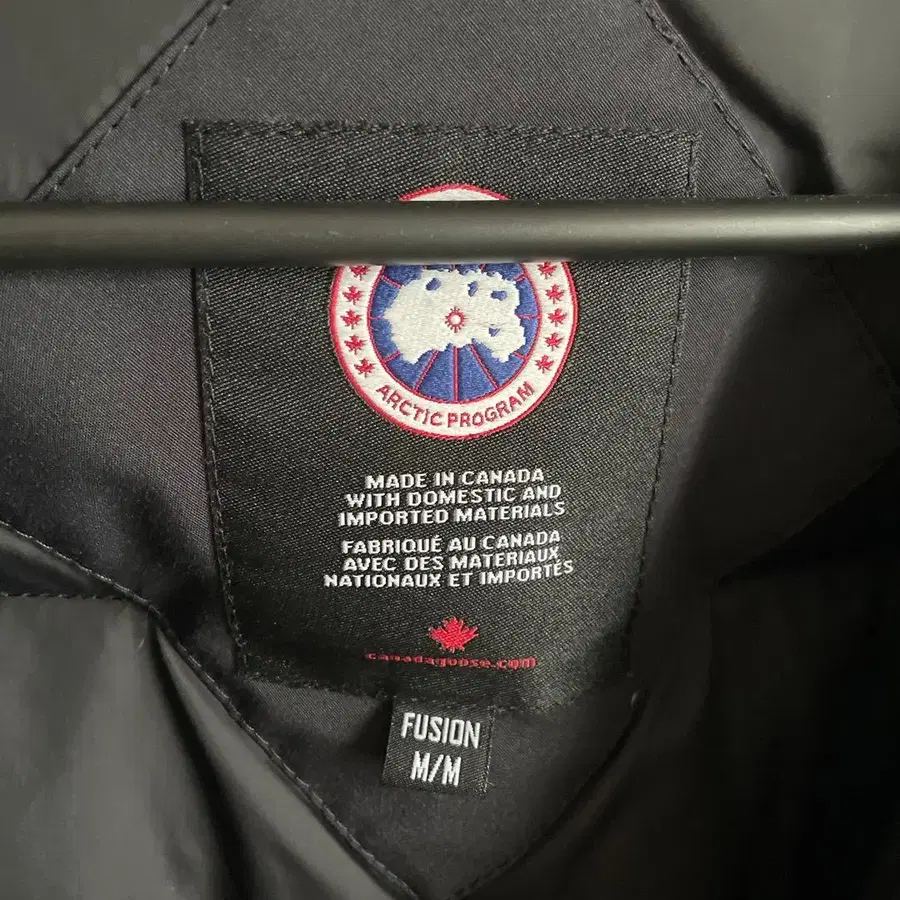 ARCTIC PROGRAM
MADE IN CANADA
WITH DOMESTIC AND
IMPORTED MATERIALS
FABRIQUÉ AU CANADA
AVEC DES MATERIAUX
NATIONAUX ET IMPORTÉS
canadagoose.com
FUSION
M/M